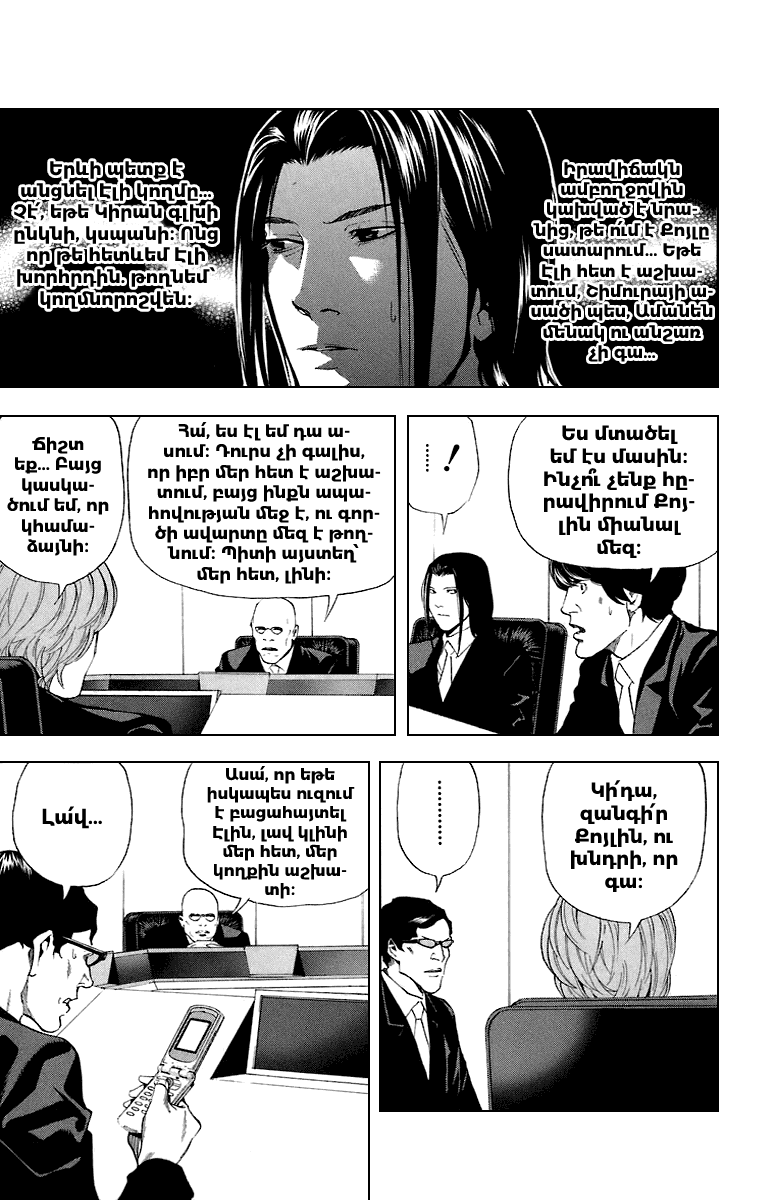 Իրավիճակն
ամբողջովին
կախված է նրա-
նից, թե ո՛ւմ է Քոյլը
սատարում... Եթե
Էլի հետ է աշխա-
տում, Շիմուրայի ա-
սածի պես, Ամանեն
մենակ ու անշառ
չի գա...
Երևի պետք է
անցնել Էլի կողմը...
Չէ՛, եթե Կիրան գլխի
ընկնի, կսպանի։ Ոնց
որ թե հետևեմ Էլի
խորհրդին. թողնեմ՝
կողմնորոշվեն։
Ես մտածել
եմ էս մասին։
Ինչո՞ւ չենք հը-
րավիրում Քոյ-
լին միանալ
մեզ։
...... !
Հա՛, ես էլ եմ դա ա-
սում։ Դուրս չի գալիս,
որ իբր մեր հետ է աշխա-
տում, բայց ինքն ապա-
հովության մեջ է, ու գոր-
ծի ավարտը մեզ է թող-
նում։ Պիտի այստեղ՝
մեր հետ, լինի։
Ճիշտ
եք... Բայց
կասկա-
ծում եմ, որ
կհամա-
ձայնի։
Կի՛դա,
զանգի՛ր
Քոյլին, ու
խնդրի, որ
գա։
............
Ասա՛, որ եթե
իսկապես ուզում
է բացահայտել
Էլին, լավ կլինի
մեր հետ, մեր
կողքին աշխա-
տի։
Լա՛վ...